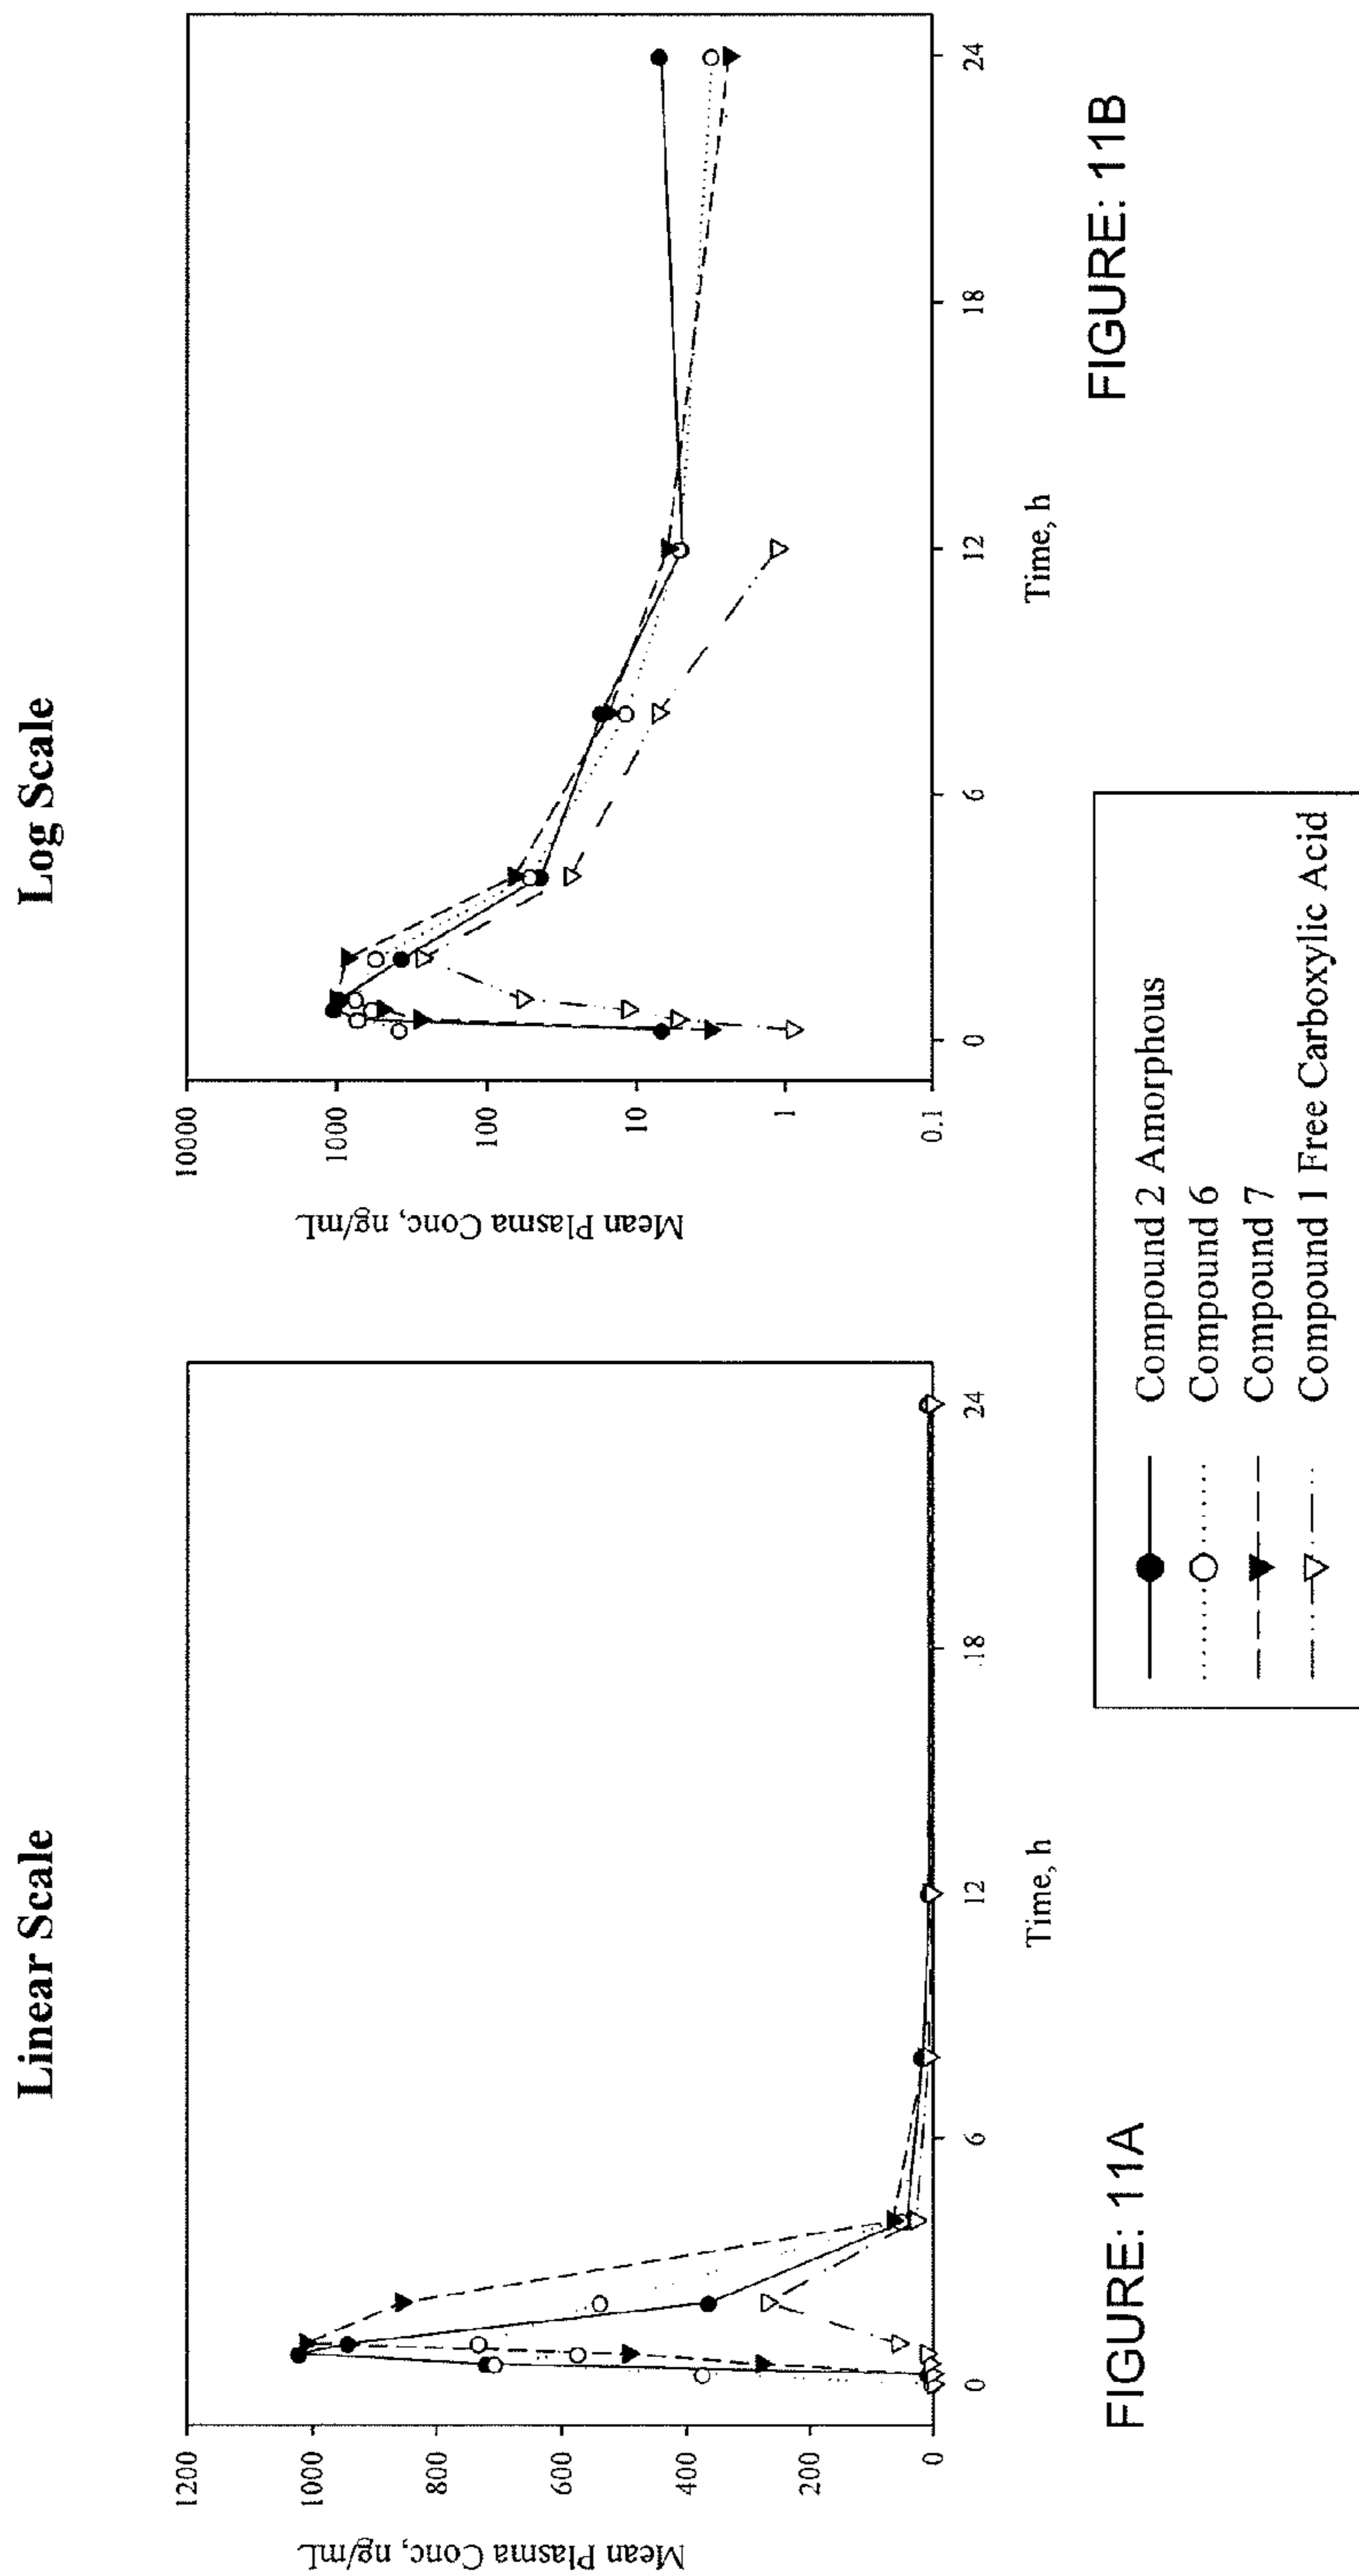 Linear Scale
Mean Plasma Conc, ng/mL
1200
1000
800
600
400
200
0
0
6
12
18
24
Time, h
FIGURE: 11A
Log Scale
Mean Plasma Conc, ng/mL
10000
1000
100
10
1
0.1
0
6
12
18
24
Time, h
FIGURE: 11B
Compound 2 Amorphous
Compound 6
Compound 7
Compound 1 Free Carboxylic Acid